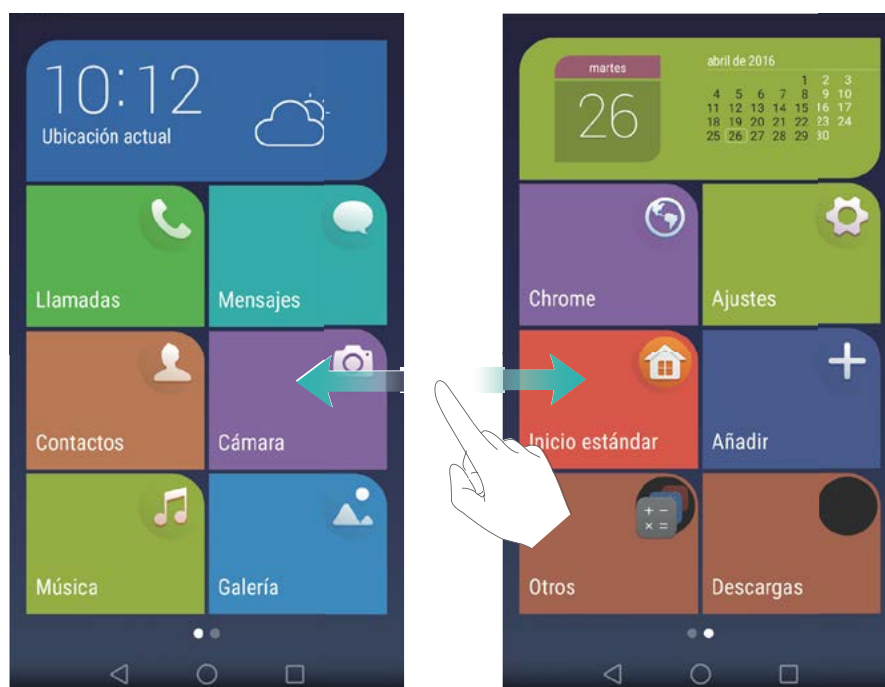 10:12
Ubicación actual
Llamadas
Mensajes
Contactos
Cámara
Música
Galería
martes
26
abril de 2016
1 2 3
4 5 6 7 8 9 10
11 12 13 14 15 16 17
18 19 20 21 22 23 24
25 26 27 28 29 30
Chrome
Ajustes
Inicio estándar
Añadir
Otros
Descargas